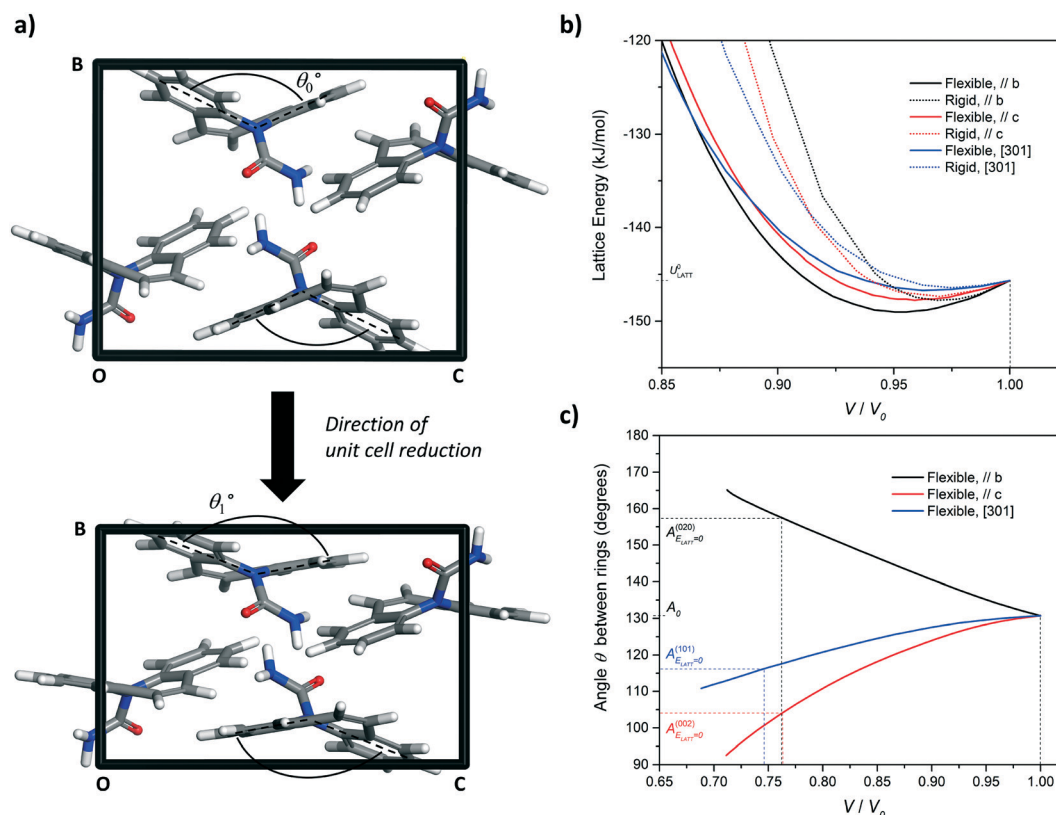 a)
B
θ₀°
O
C
Direction of
unit cell reduction
θ₁°
B
O
C
b)
Lattice Energy (kJ/mol)
-120
-130
-140
-150
U⁰LATT
Flexible, // b
Rigid, // b
Flexible, // c
Rigid, // c
Flexible, [301]
Rigid, [301]
0.85 0.90 0.95 1.00
V / V₀
c)
Angle θ between rings (degrees)
180
170
160
150
140
130
120
110
100
90
Flexible, // b
Flexible, // c
Flexible, [301]
A(020)ELATT=0
A₀
A(101)ELATT=0
A(002)ELATT=0
0.65 0.70 0.75 0.80 0.85 0.90 0.95 1.00
V / V₀